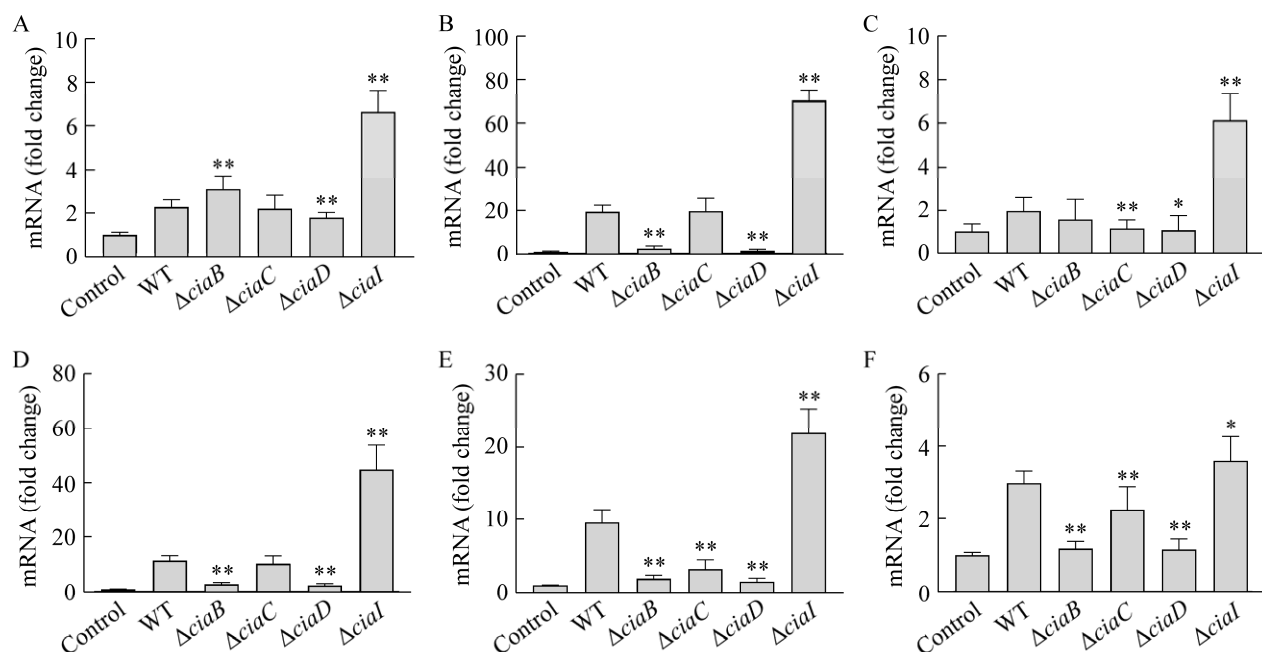 A
mRNA (fold change)
10
8
6
4
2
0
**
**
**
Control
WT
ΔciaB
ΔciaC
ΔciaD
ΔciaI
B
mRNA (fold change)
100
80
60
40
20
0
**
**
**
Control
WT
ΔciaB
ΔciaC
ΔciaD
ΔciaI
C
mRNA (fold change)
10
8
6
4
2
0
**
*
**
Control
WT
ΔciaB
ΔciaC
ΔciaD
ΔciaI
D
mRNA (fold change)
80
60
40
20
0
**
**
**
Control
WT
ΔciaB
ΔciaC
ΔciaD
ΔciaI
E
mRNA (fold change)
30
20
10
0
**
**
**
**
Control
WT
ΔciaB
ΔciaC
ΔciaD
ΔciaI
F
mRNA (fold change)
6
4
2
0
**
**
**
*
Control
WT
ΔciaB
ΔciaC
ΔciaD
ΔciaI